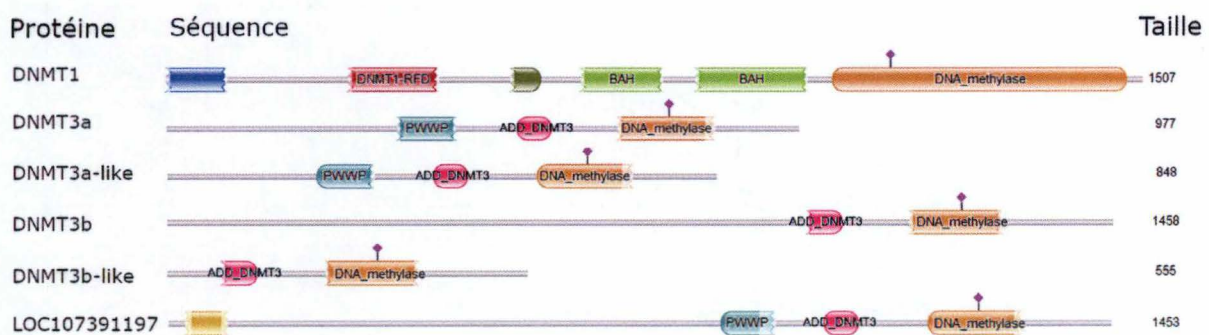 Protéine Séquence Taille
DNMT1 DNMT1-RFD BAH BAH DNA_methylase 1507
DNMT3a PWWP ADD_DNMT3 DNA_methylase 977
DNMT3a-like PWWP ADD_DNMT3 DNA_methylase 848
DNMT3b ADD_DNMT3 DNA_methylase 1458
DNMT3b-like ADD_DNMT3 DNA_methylase 555
LOC107391197 PWWP ADD_DNMT3 DNA_methylase 1453